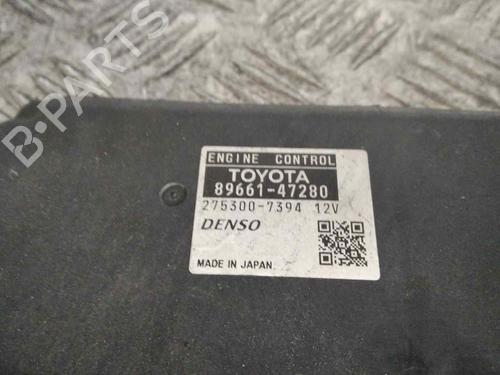 B-PARTS
ENGINE CONTROL
TOYOTA
89661-47280
275300-7394 12V
DENSO
MADE IN JAPAN